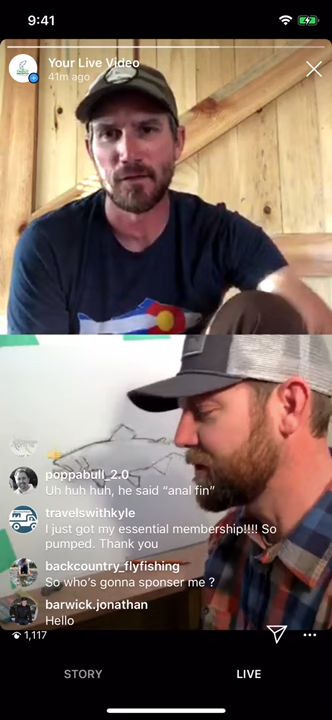 9:41
Your Live Video
41m ago
poppabull_2.0
Uh huh huh, he said “anal fin”
travelswithkyle
I just got my essential membership!!!! So
pumped. Thank you
backcountry_flyfishing
So who’s gonna sponser me ?
barwick.jonathan
Hello
1,117
STORY
LIVE